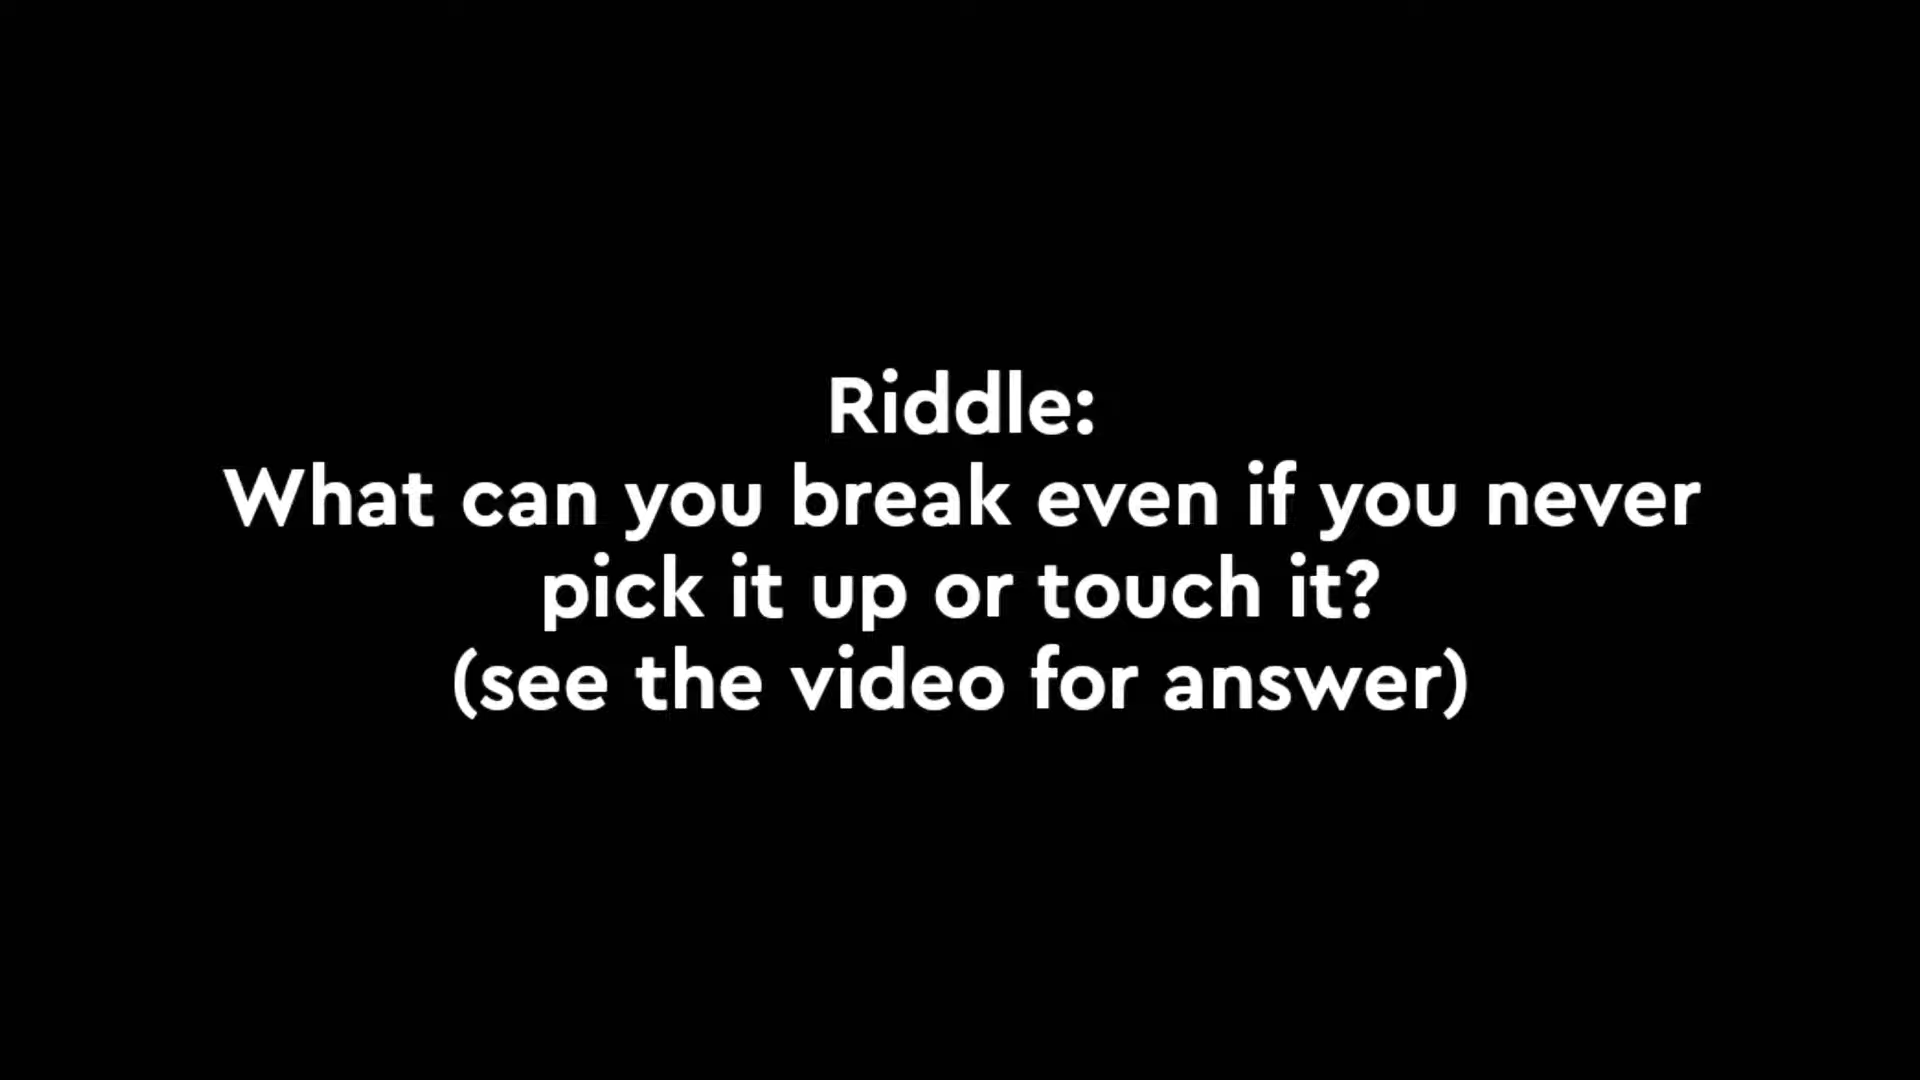 Riddle:
What can you break even if you never
pick it up or touch it?
(see the video for answer)